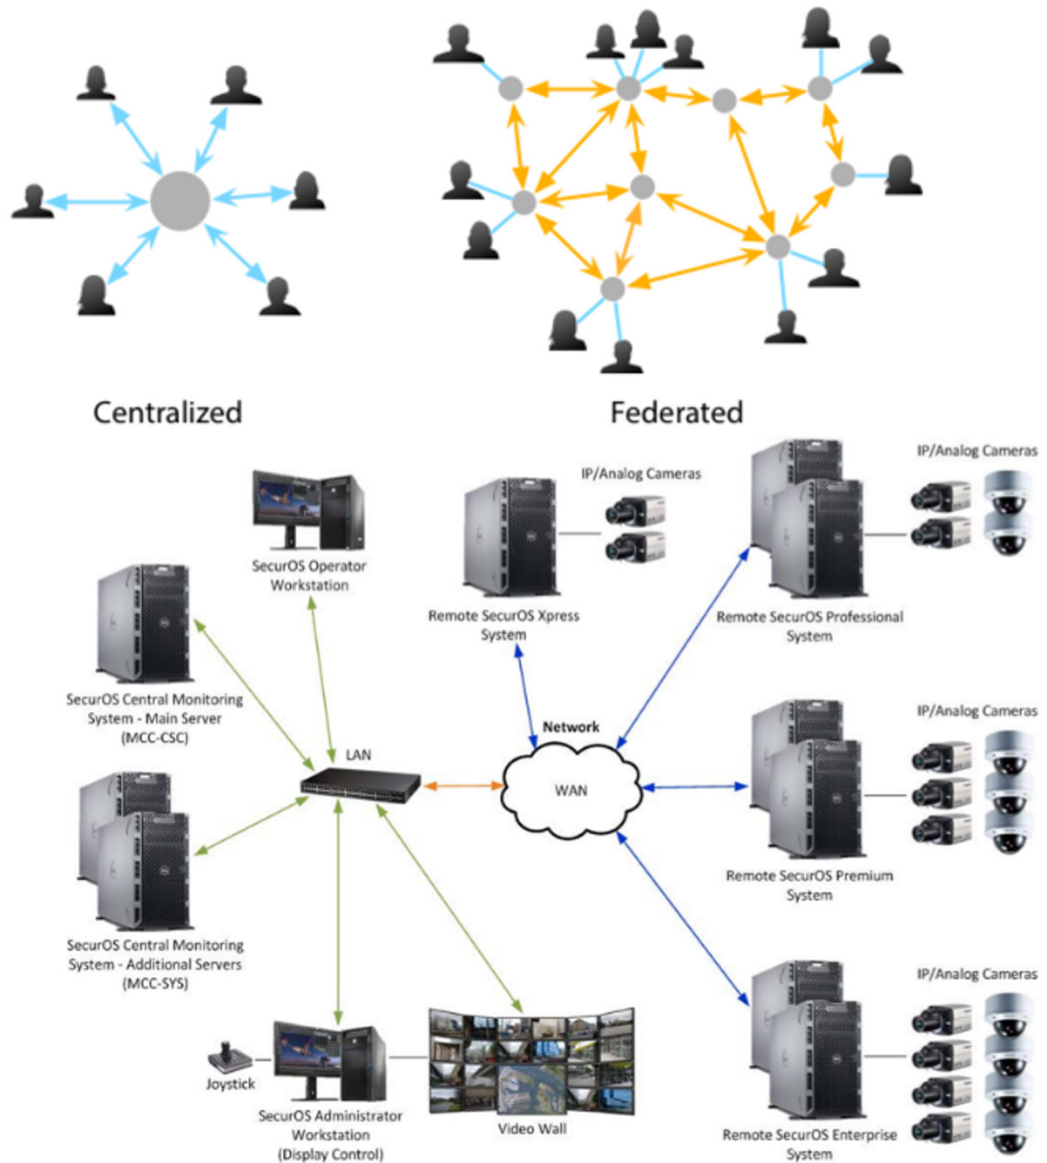 Centralized
Federated
SecurOS Operator
Workstation
IP/Analog Cameras
IP/Analog Cameras
Remote SecurOS Xpress
System
Remote SecurOS Professional
System
SecurOS Central Monitoring
System - Main Server
(MCC-CSC)
LAN
Network
WAN
IP/Analog Cameras
Remote SecurOS Premium
System
SecurOS Central Monitoring
System - Additional Servers
(MCC-SYS)
IP/Analog Cameras
Joystick
SecurOS Administrator
Workstation
(Display Control)
Video Wall
Remote SecurOS Enterprise
System